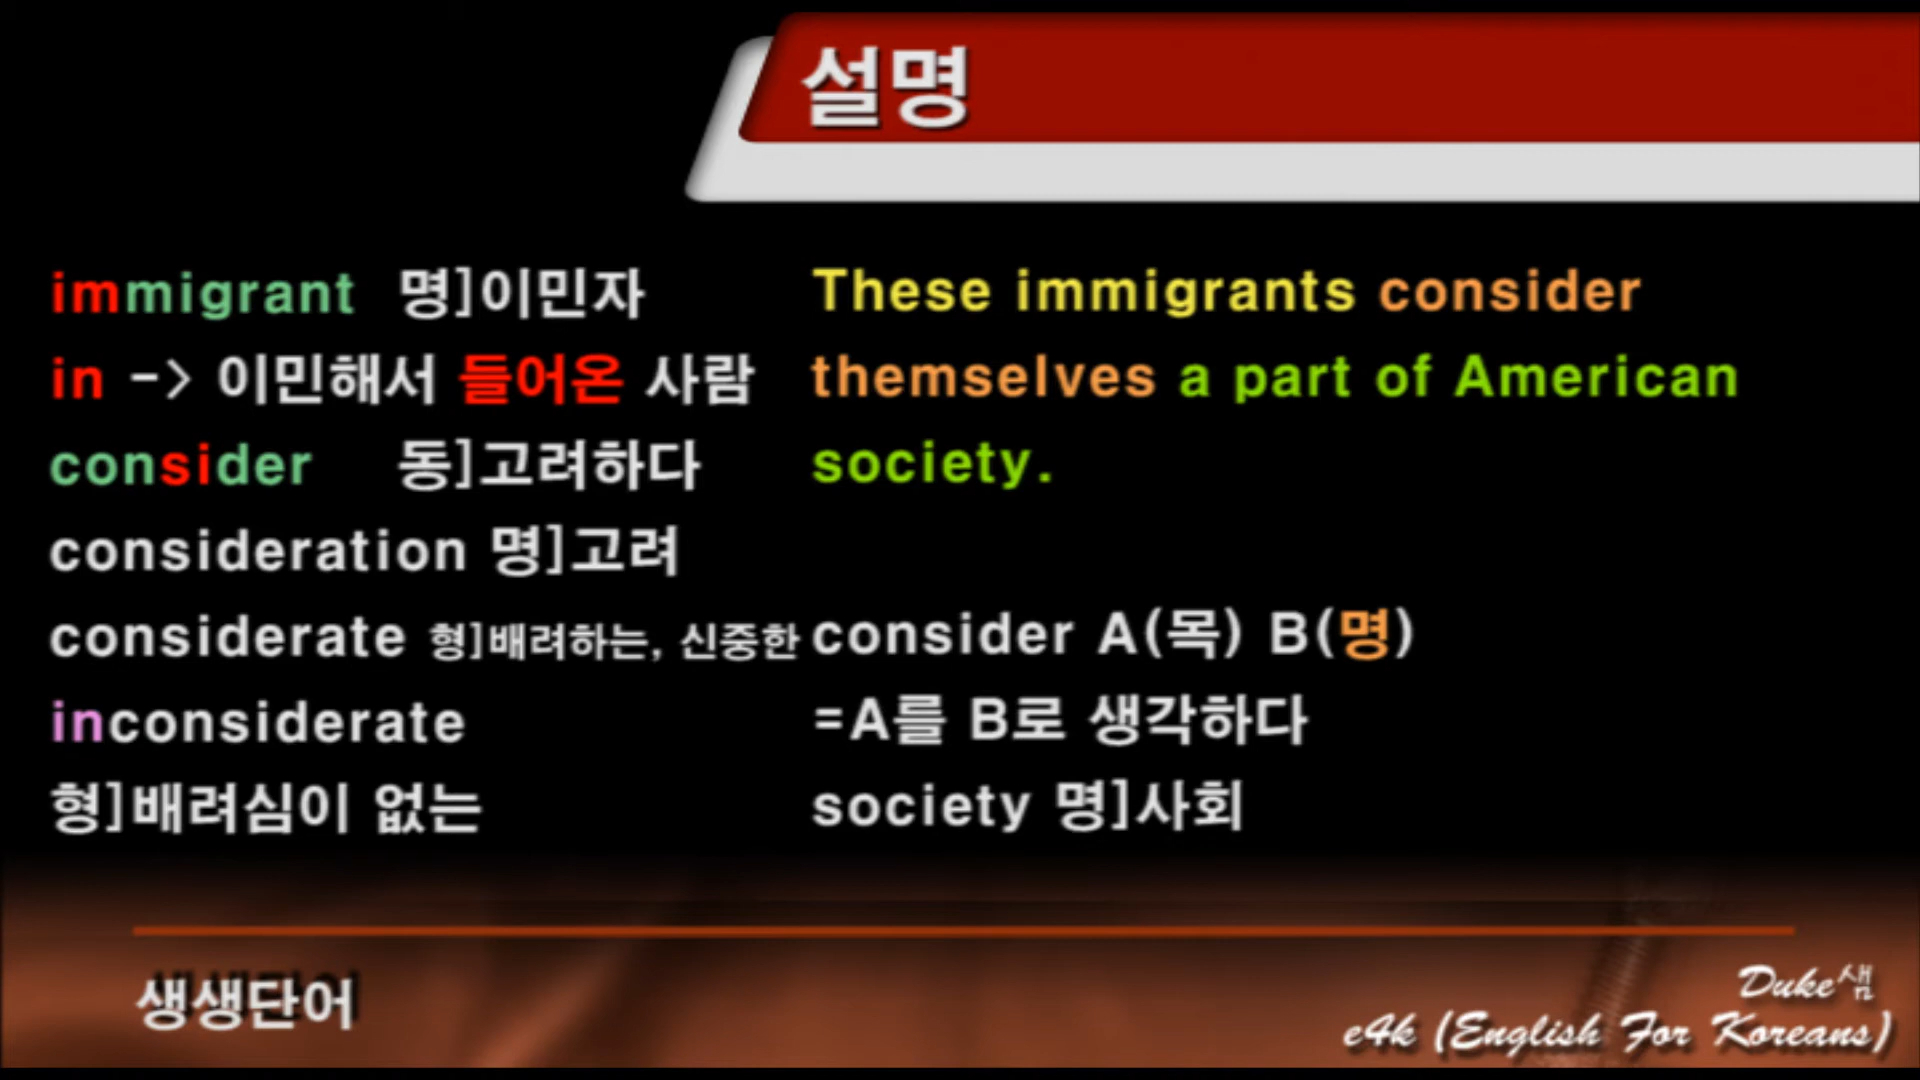 설명
immigrant 명]이민자
in -> 이민해서 들어온 사람
consider 동]고려하다
consideration 명]고려
considerate 형]배려하는, 신중한
inconsiderate
형]배려심이 없는
These immigrants consider
themselves a part of American
society.
consider A(목) B(명)
=A를 B로 생각하다
society 명]사회
생생단어
Duke샘
e4k (English For Koreans)